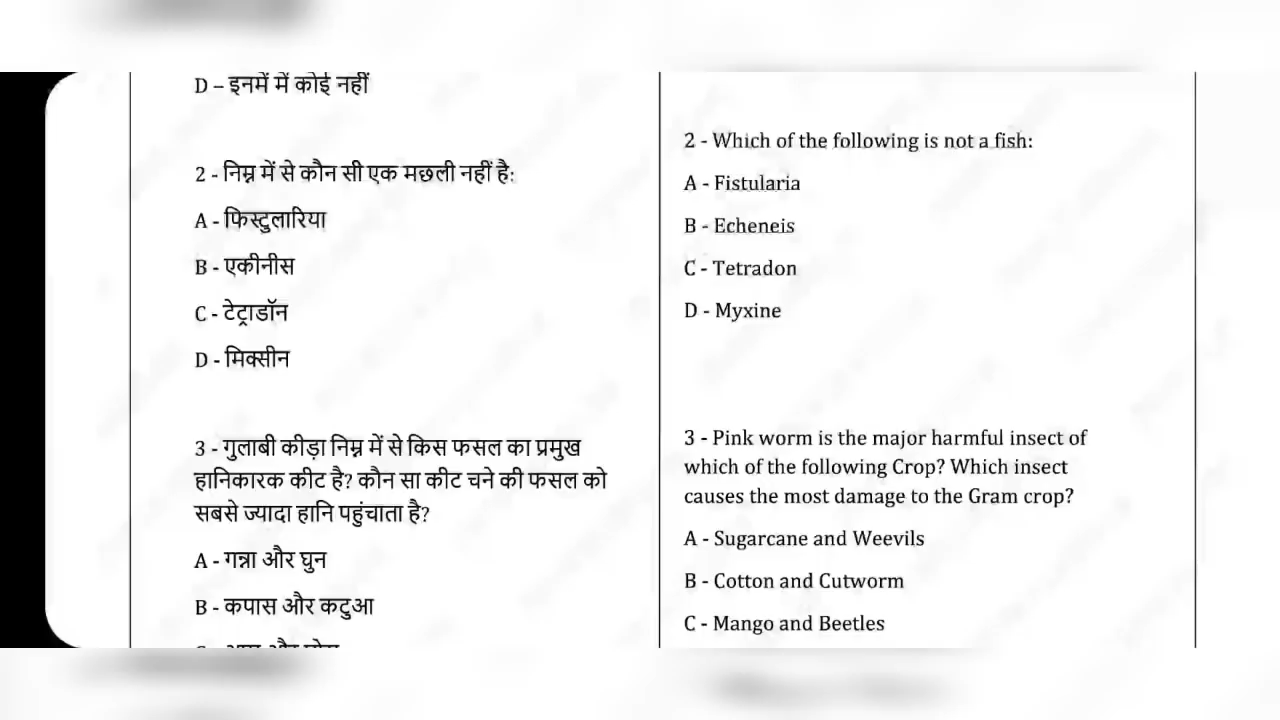 D – इनमें में कोई नहीं
2 - निम्न में से कौन सी एक मछली नहीं है:
A - फिस्टुलारिया
B - एकीनीस
C - टेट्राडॉन
D - मिक्सीन
3 - गुलाबी कीड़ा निम्न में से किस फसल का प्रमुख
हानिकारक कीट है? कौन सा कीट चने की फसल को
सबसे ज्यादा हानि पहुंचाता है?
A - गन्ना और घुन
B - कपास और कटुआ
2 - Which of the following is not a fish:
A - Fistularia
B - Echeneis
C - Tetradon
D - Myxine
3 - Pink worm is the major harmful insect of
which of the following Crop? Which insect
causes the most damage to the Gram crop?
A - Sugarcane and Weevils
B - Cotton and Cutworm
C - Mango and Beetles